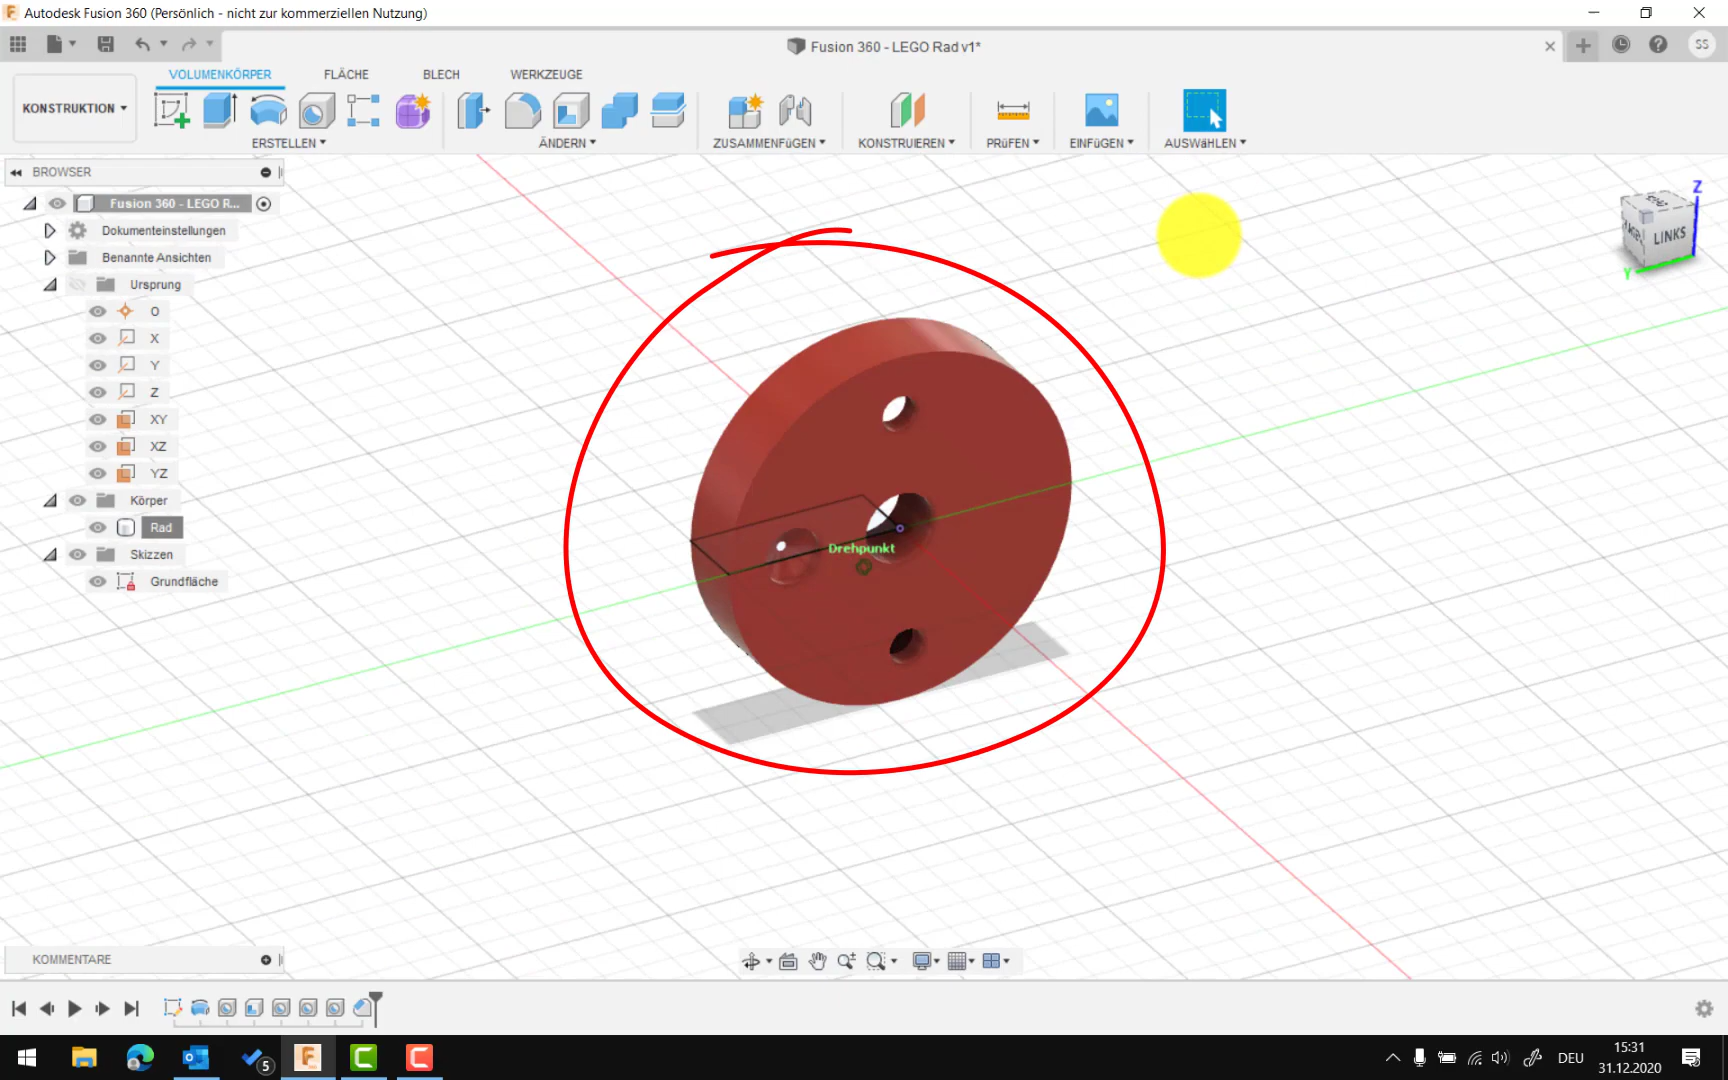 Autodesk Fusion 360 (Persönlich - nicht zur kommerziellen Nutzung)
Fusion 360 - LEGO Rad v1*
SS
VOLUMENKÖRPER FLÄCHE BLECH WERKZEUGE
KONSTRUKTION
ERSTELLEN ÄNDERN ZUSAMMENFÜGEN KONSTRUIEREN PRÜFEN EINFÜGEN AUSWÄHLEN
BROWSER
Fusion 360 - LEGO R...
Dokumenteinstellungen
Benannte Ansichten
Ursprung
O
X
Y
Z
XY
XZ
YZ
Körper
Rad
Skizzen
Grundfläche
Z
LINKS
Y
Drehpunkt
KOMMENTARE
5
DEU
15:31
31.12.2020